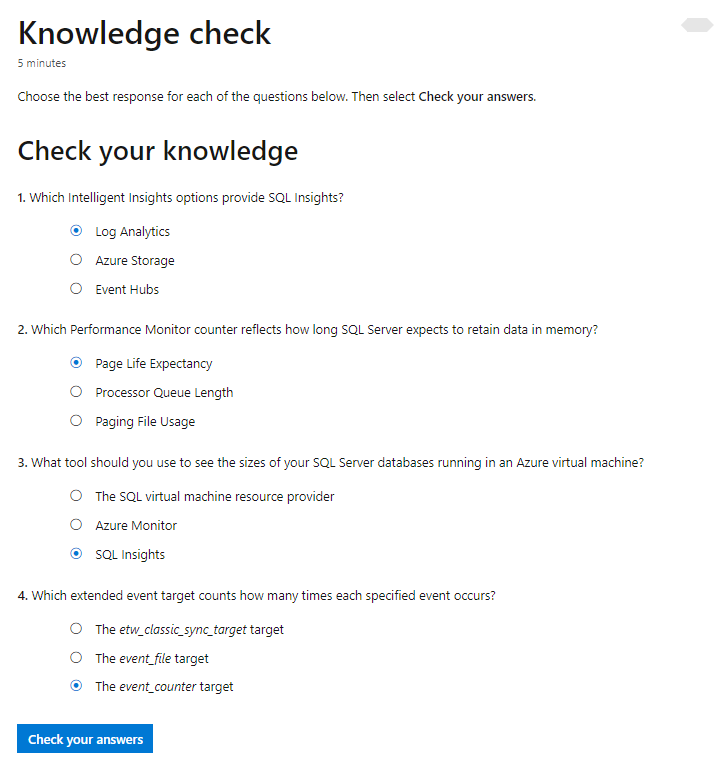 Knowledge check
5 minutes
Choose the best response for each of the questions below. Then select Check your answers.
Check your knowledge
1. Which Intelligent Insights options provide SQL Insights?
Log Analytics
Azure Storage
Event Hubs
2. Which Performance Monitor counter reflects how long SQL Server expects to retain data in memory?
Page Life Expectancy
Processor Queue Length
Paging File Usage
3. What tool should you use to see the sizes of your SQL Server databases running in an Azure virtual machine?
The SQL virtual machine resource provider
Azure Monitor
SQL Insights
4. Which extended event target counts how many times each specified event occurs?
The etw_classic_sync_target target
The event_file target
The event_counter target
Check your answers